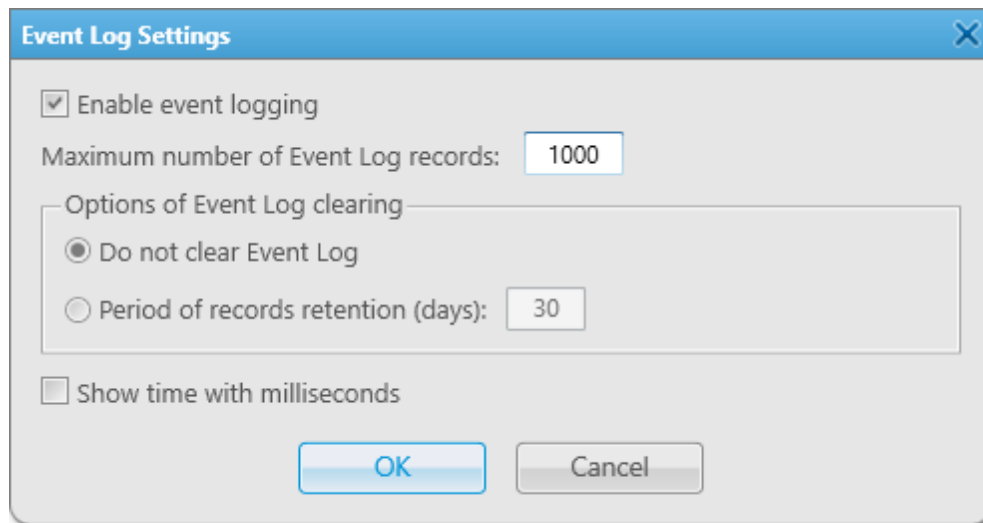 Event Log Settings
Enable event logging
Maximum number of Event Log records: 1000
Options of Event Log clearing
Do not clear Event Log
Period of records retention (days): 30
Show time with milliseconds
OK Cancel